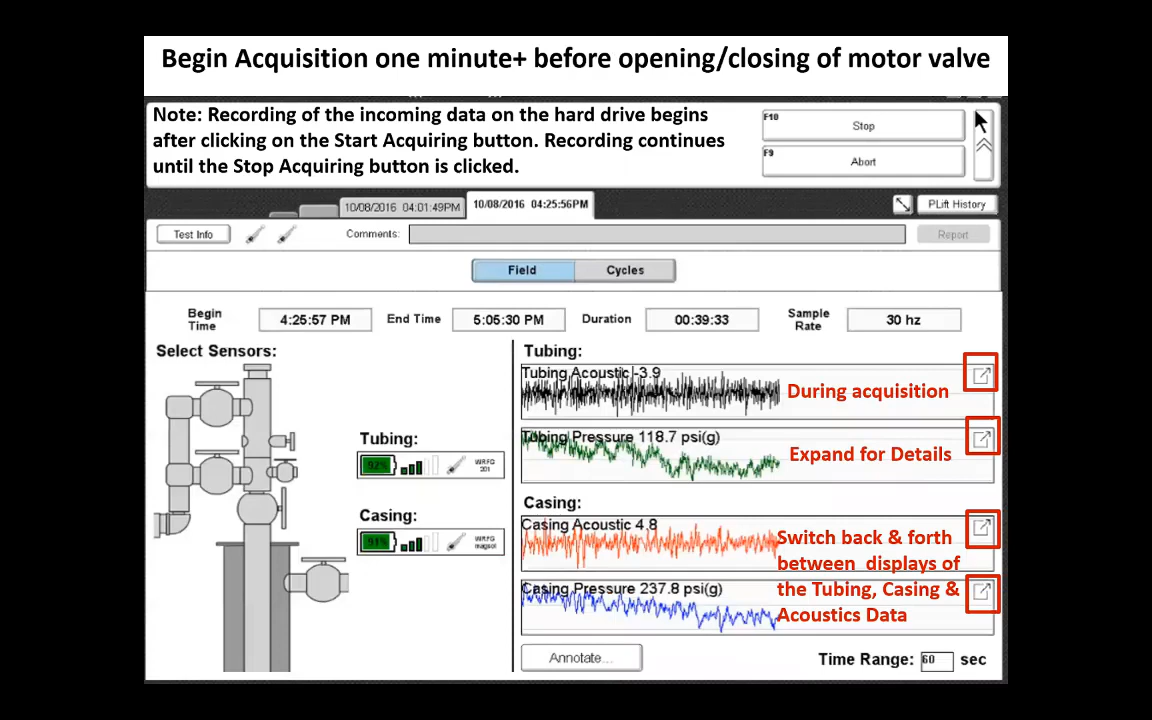 Begin Acquisition one minute+ before opening/closing of motor valve
Note: Recording of the incoming data on the hard drive begins
after clicking on the Start Acquiring button. Recording continues
until the Stop Acquiring button is clicked.
F10
Stop
F9
Abort
10/08/2016 04:01:49PM
10/08/2016 04:25:56PM
PLift History
Test Info
Comments:
Report
Field
Cycles
Begin
Time
4:25:57 PM
End Time
5:05:30 PM
Duration
00:39:33
Sample
Rate
30 hz
Select Sensors:
Tubing:
92%
WRFG
201
Casing:
91%
WRFG
Tubing:
Tubing Acoustic -3.9
During acquisition
Tubing Pressure 118.7 psi(g)
Expand for Details
Casing:
Casing Acoustic 4.8
Casing Pressure 237.8 psi(g)
Switch back & forth
between displays of
the Tubing, Casing &
Acoustics Data
Annotate...
Time Range: 60 sec